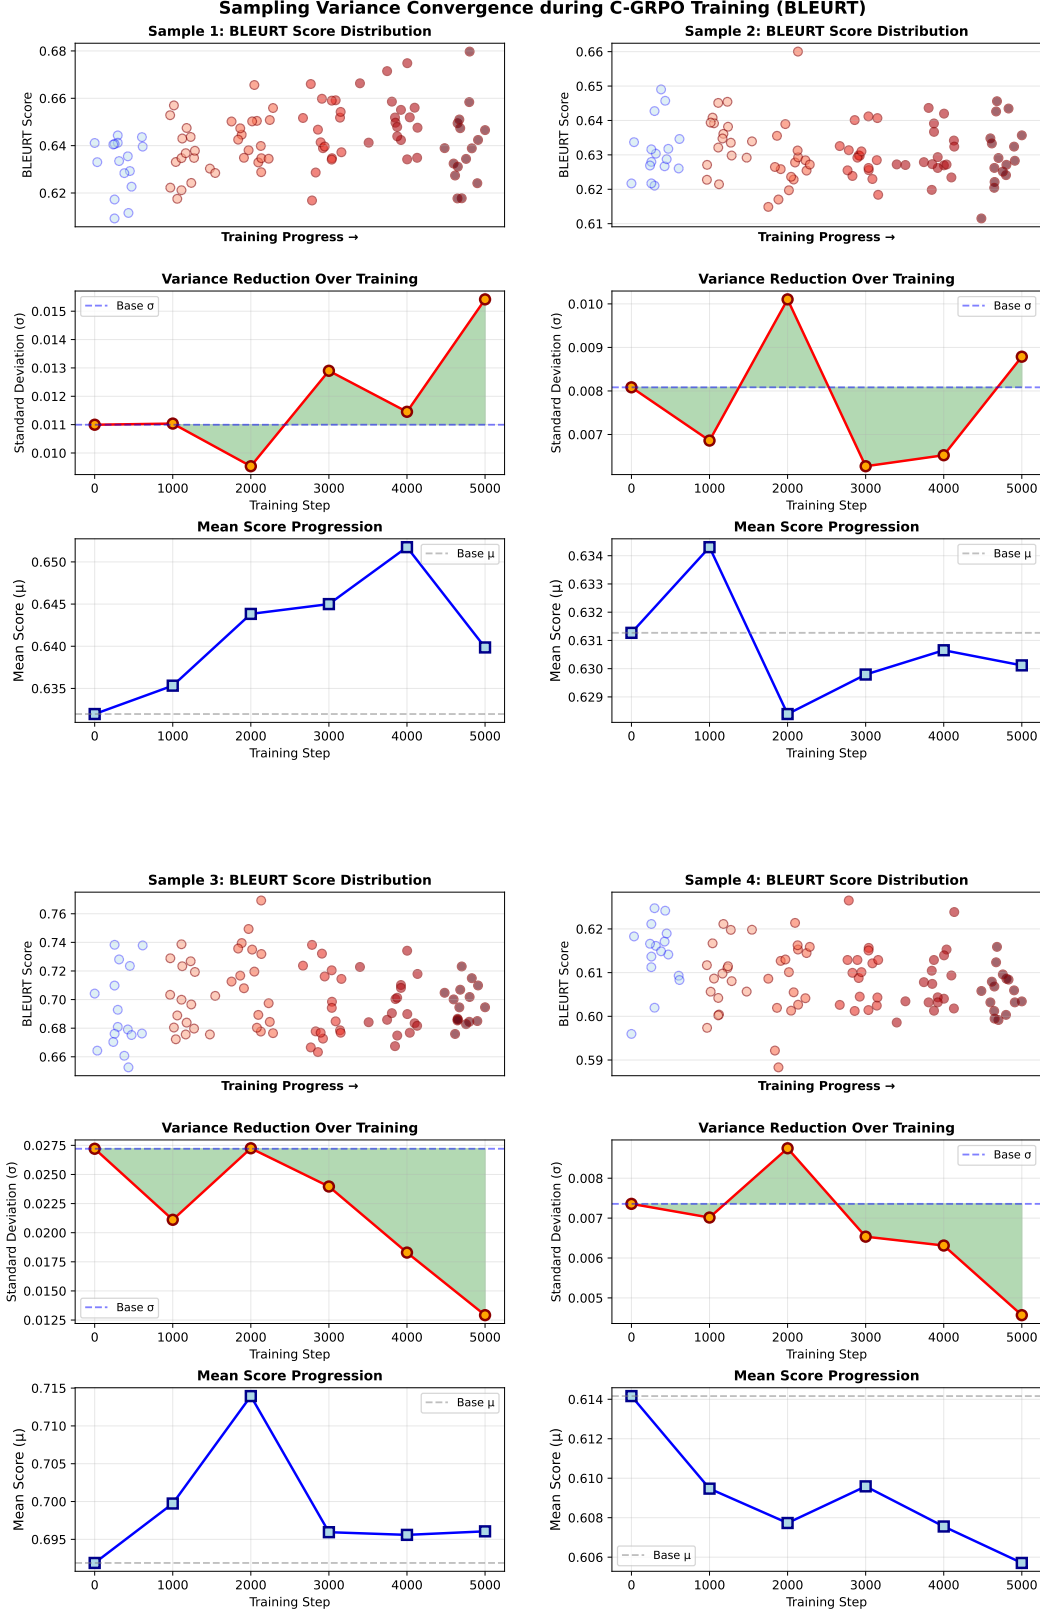 Sampling Variance Convergence during C-GRPO Training (BLEURT)
Sample 1: BLEURT Score Distribution
BLEURT Score
0.68
0.66
0.64
0.62
Training Progress →
Sample 2: BLEURT Score Distribution
BLEURT Score
0.66
0.65
0.64
0.63
0.62
0.61
Training Progress →
Variance Reduction Over Training
Standard Deviation (σ)
0.015
0.014
0.013
0.012
0.011
0.010
Base σ
0 1000 2000 3000 4000 5000
Training Step
Variance Reduction Over Training
Standard Deviation (σ)
0.010
0.009
0.008
0.007
Base σ
0 1000 2000 3000 4000 5000
Training Step
Mean Score Progression
Mean Score (μ)
0.650
0.645
0.640
0.635
Base μ
0 1000 2000 3000 4000 5000
Training Step
Mean Score Progression
Mean Score (μ)
0.634
0.633
0.632
0.631
0.630
0.629
Base μ
0 1000 2000 3000 4000 5000
Training Step
Sample 3: BLEURT Score Distribution
BLEURT Score
0.76
0.74
0.72
0.70
0.68
0.66
Training Progress →
Sample 4: BLEURT Score Distribution
BLEURT Score
0.62
0.61
0.60
0.59
Training Progress →
Variance Reduction Over Training
Standard Deviation (σ)
0.0275
0.0250
0.0225
0.0200
0.0175
0.0150
0.0125
Base σ
0 1000 2000 3000 4000 5000
Training Step
Variance Reduction Over Training
Standard Deviation (σ)
0.008
0.007
0.006
0.005
Base σ
0 1000 2000 3000 4000 5000
Training Step
Mean Score Progression
Mean Score (μ)
0.715
0.710
0.705
0.700
0.695
Base μ
0 1000 2000 3000 4000 5000
Training Step
Mean Score Progression
Mean Score (μ)
0.614
0.612
0.610
0.608
0.606
Base μ
0 1000 2000 3000 4000 5000
Training Step